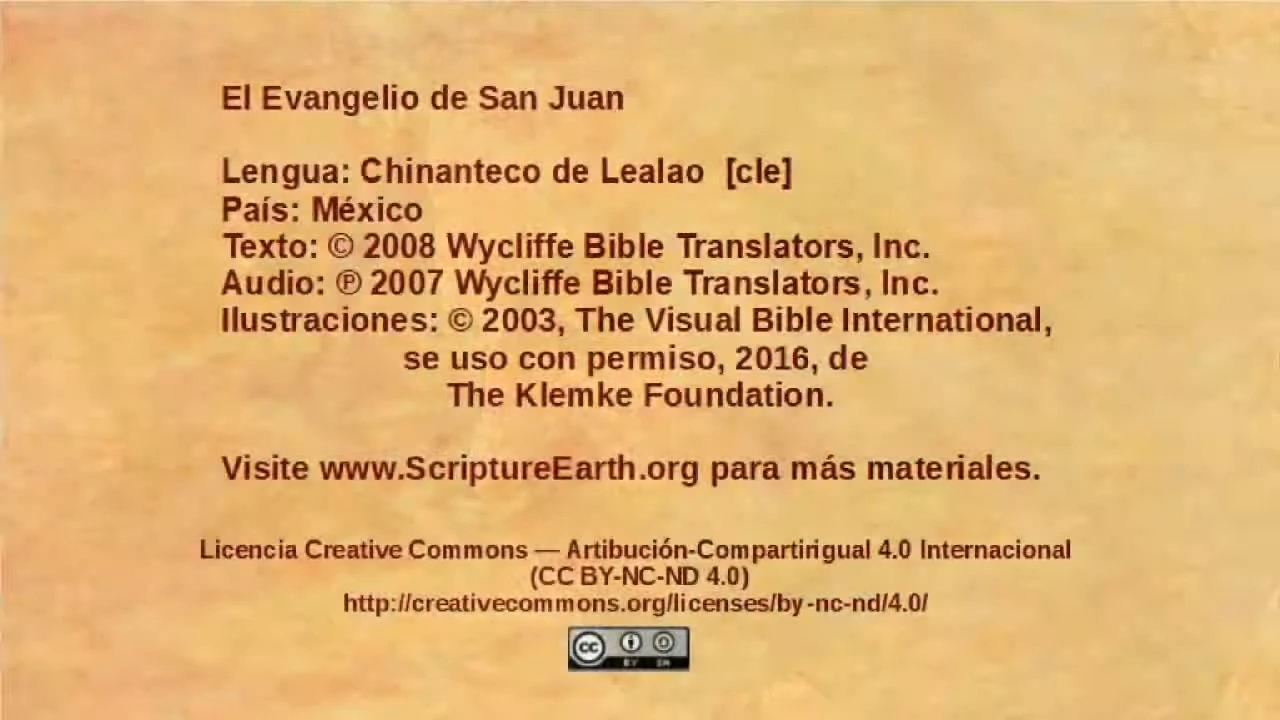 El Evangelio de San Juan
Lengua: Chinanteco de Lealao [cle]
País: México
Texto: © 2008 Wycliffe Bible Translators, Inc.
Audio: ℗ 2007 Wycliffe Bible Translators, Inc.
Ilustraciones: © 2003, The Visual Bible International,
se uso con permiso, 2016, de
The Klemke Foundation.
Visite www.ScriptureEarth.org para más materiales.
Licencia Creative Commons — Artibución-Compartirigual 4.0 Internacional
(CC BY-NC-ND 4.0)
http://creativecommons.org/licenses/by-nc-nd/4.0/
cc BY SA